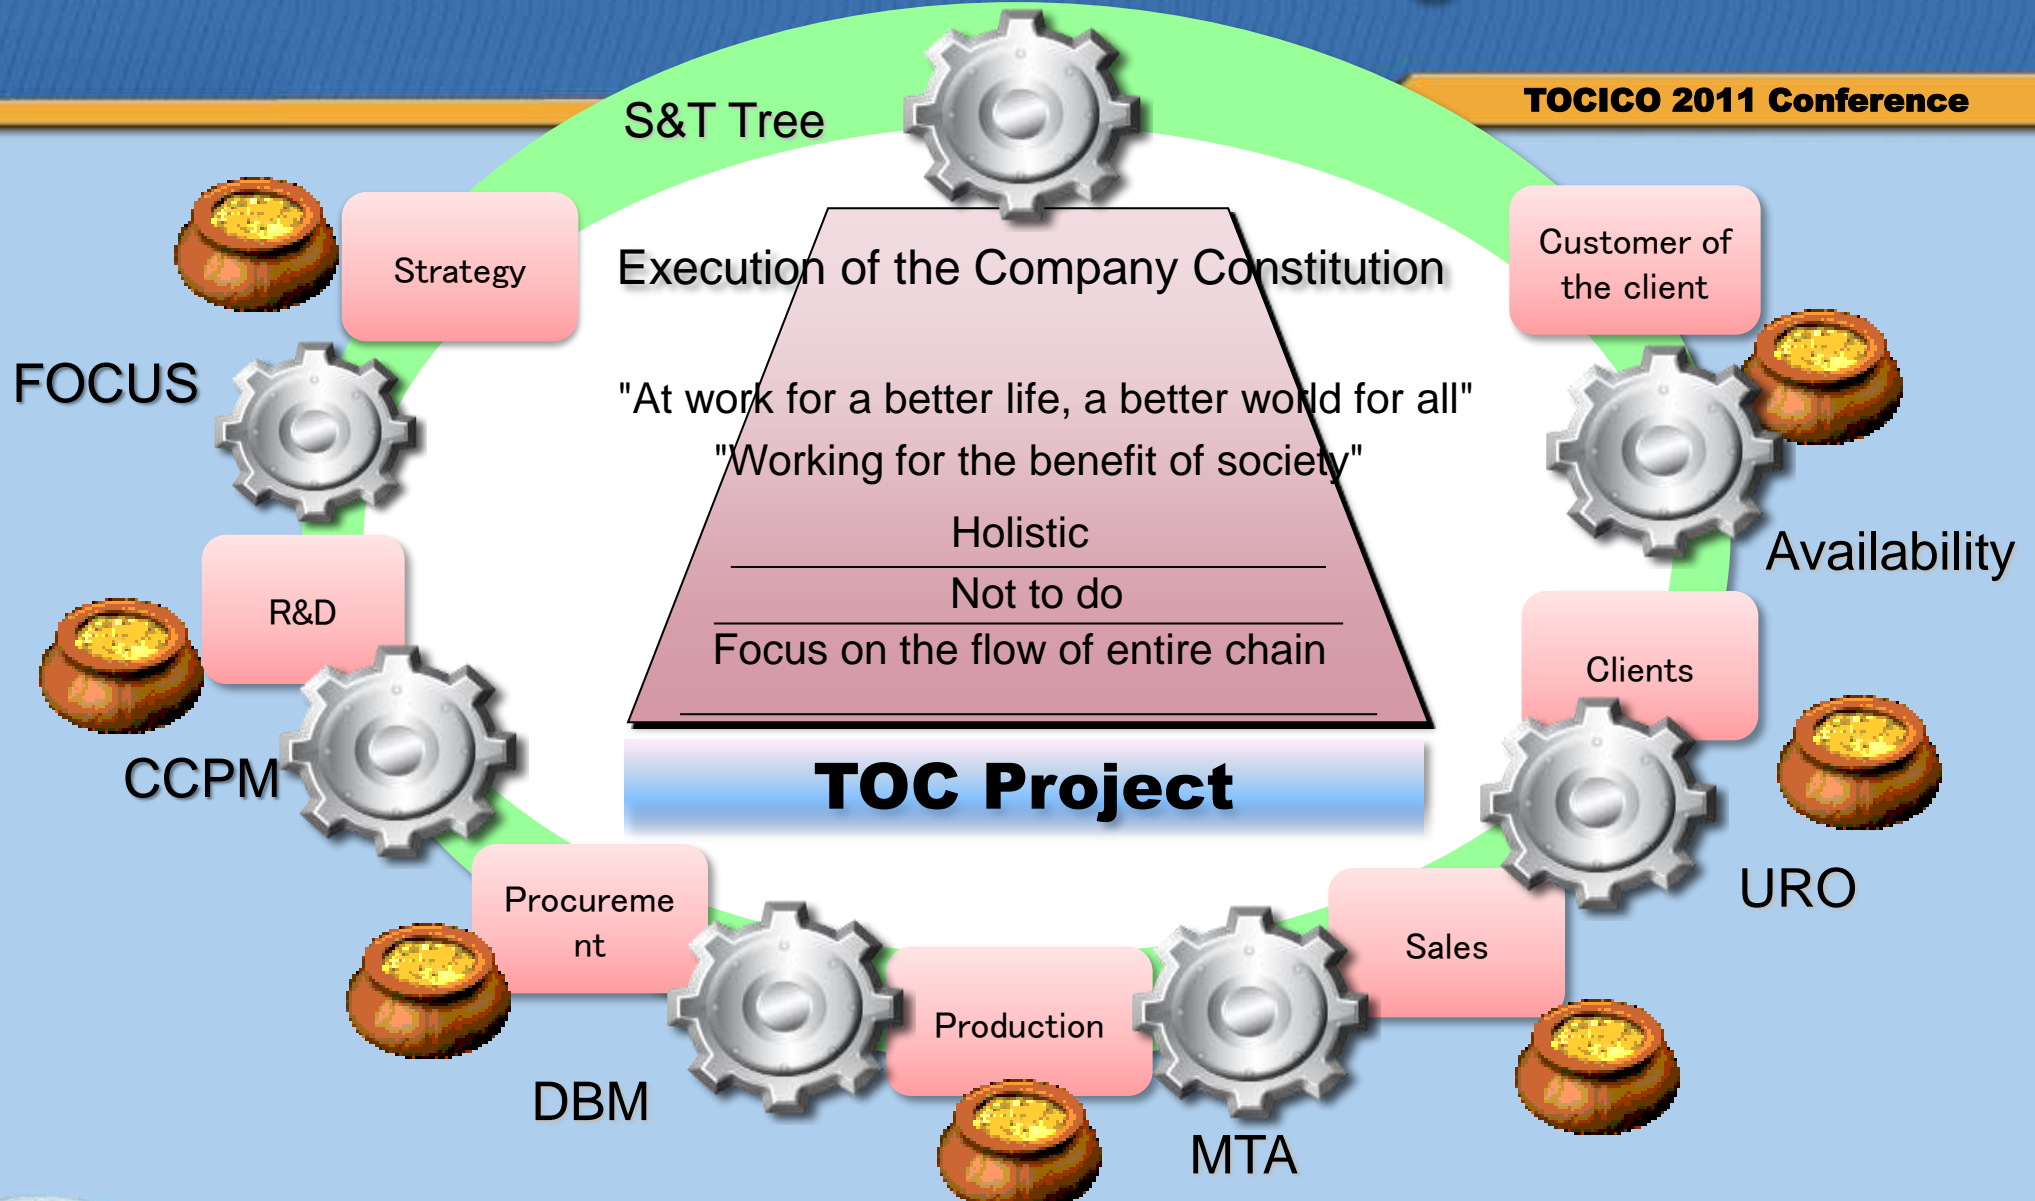 TOCICO 2011 Conference
S&T Tree
Strategy
Execution of the Company Constitution
Customer of
the client
FOCUS
"At work for a better life, a better world for all"
"Working for the benefit of society"
Holistic
Availability
Not to do
R&D
Focus on the flow of entire chain
Clients
CCPM
TOC Project
URO
Procureme
nt
Sales
Production
DBM
MTA